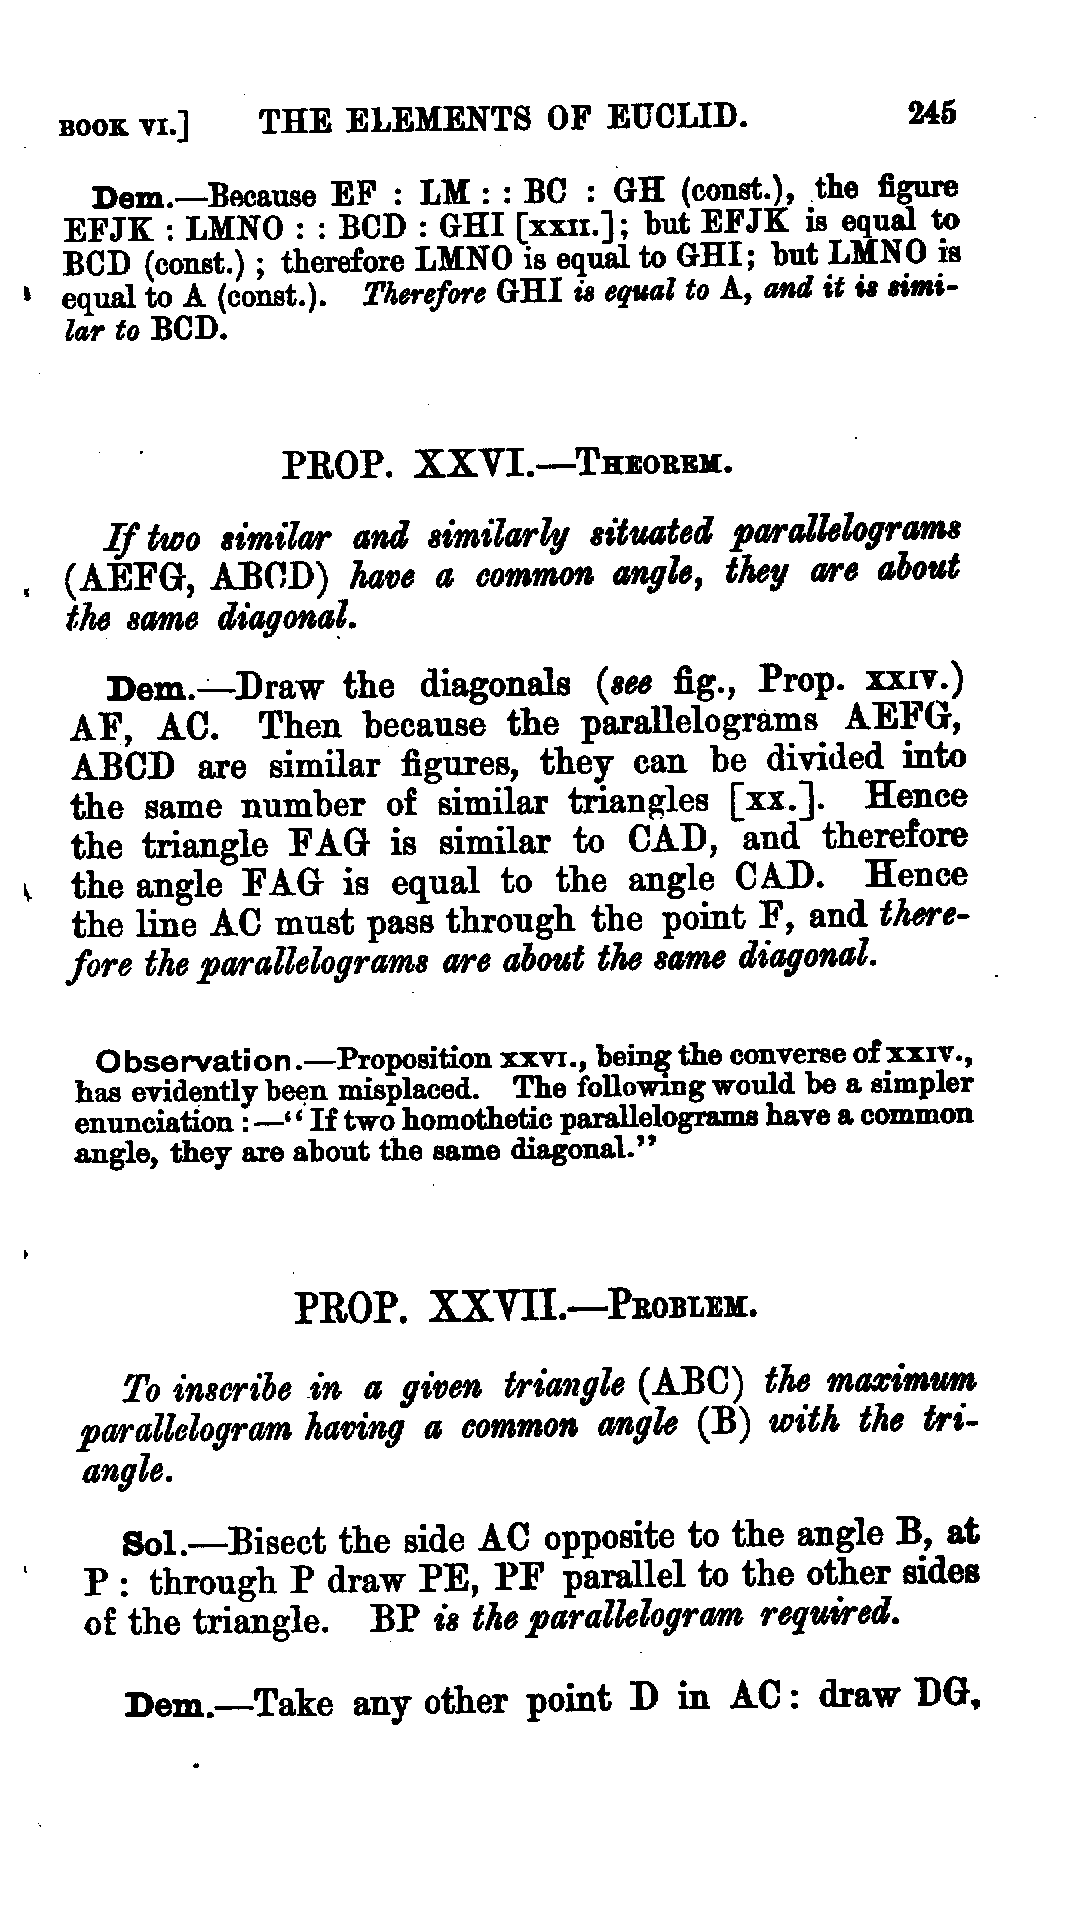 BOOK VI.] THE ELEMENTS OF EUCLID. 245
Dem.—Because EF : LM : : BC : GH (const.), the figure
EFJK : LMNO : : BCD : GHI [XXII.]; but EFJK is equal to
BCD (const.) ; therefore LMNO is equal to GHI; but LMNO is
equal to A (const.). Therefore GHI is equal to A, and it is simi-
lar to BCD.
PROP. XXVI.—THEOREM.
If two similar and similarly situated parallelograms
(AEFG, ABCD) have a common angle, they are about
the same diagonal.
Dem.—Draw the diagonals (see fig., Prop. XXIV.)
AF, AC. Then because the parallelograms AEFG,
ABCD are similar figures, they can be divided into
the same number of similar triangles [XX.]. Hence
the triangle FAG is similar to CAD, and therefore
the angle FAG is equal to the angle CAD. Hence
the line AC must pass through the point F, and there-
fore the parallelograms are about the same diagonal.
Observation.—Proposition XXVI., being the converse of XXIV.,
has evidently been misplaced. The following would be a simpler
enunciation :—“ If two homothetic parallelograms have a common
angle, they are about the same diagonal.”
PROP. XXVII.—PROBLEM.
To inscribe in a given triangle (ABC) the maximum
parallelogram having a common angle (B) with the tri-
angle.
Sol.—Bisect the side AC opposite to the angle B, at
P : through P draw PE, PF parallel to the other sides
of the triangle. BP is the parallelogram required.
Dem.—Take any other point D in AC : draw DG,